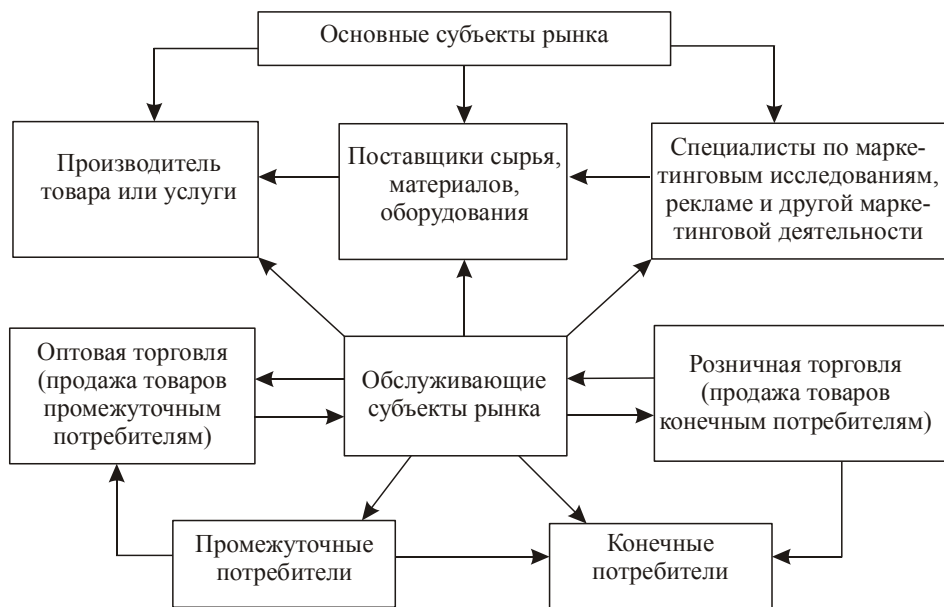 Основные субъекты рынка
Производитель
товара или услуги
Поставщики сырья,
материалов,
оборудования
Специалисты по марке-
тинговым исследованиям,
рекламе и другой марке-
тинговой деятельности
Оптовая торговля
(продажа товаров
промежуточным
потребителям)
Обслуживающие
субъекты рынка
Розничная торговля
(продажа товаров
конечным потребителям)
Промежуточные
потребители
Конечные
потребители